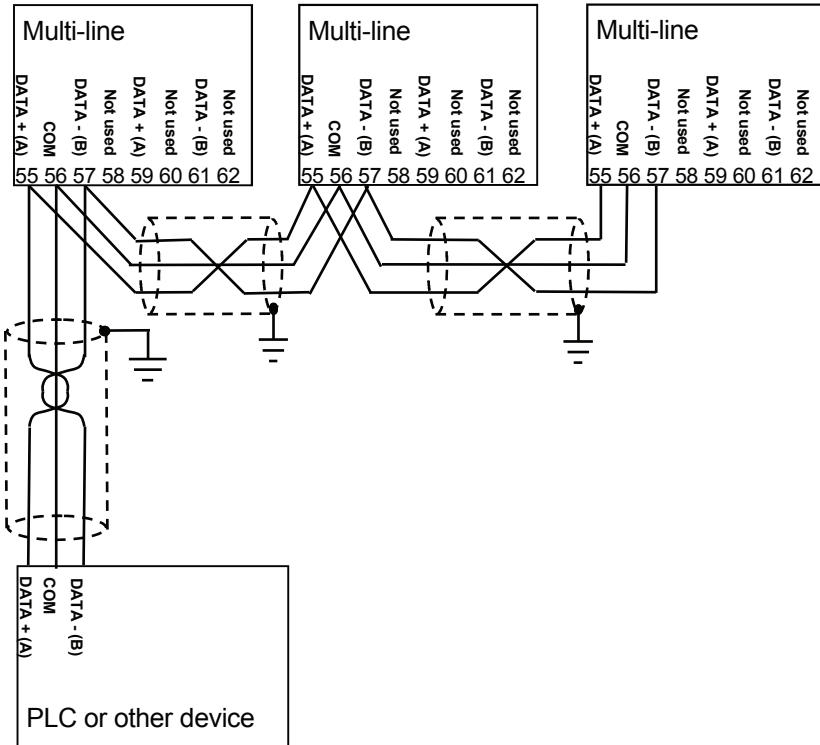 Multi-line
DATA + (A)
COM
DATA - (B)
Not used
DATA + (A)
Not used
DATA - (B)
Not used
55 56 57 58 59 60 61 62
Multi-line
DATA + (A)
COM
DATA - (B)
Not used
DATA + (A)
Not used
DATA - (B)
Not used
55 56 57 58 59 60 61 62
Multi-line
DATA + (A)
COM
DATA - (B)
Not used
DATA + (A)
Not used
DATA - (B)
Not used
55 56 57 58 59 60 61 62
DATA + (A)
COM
DATA - (B)
PLC or other device